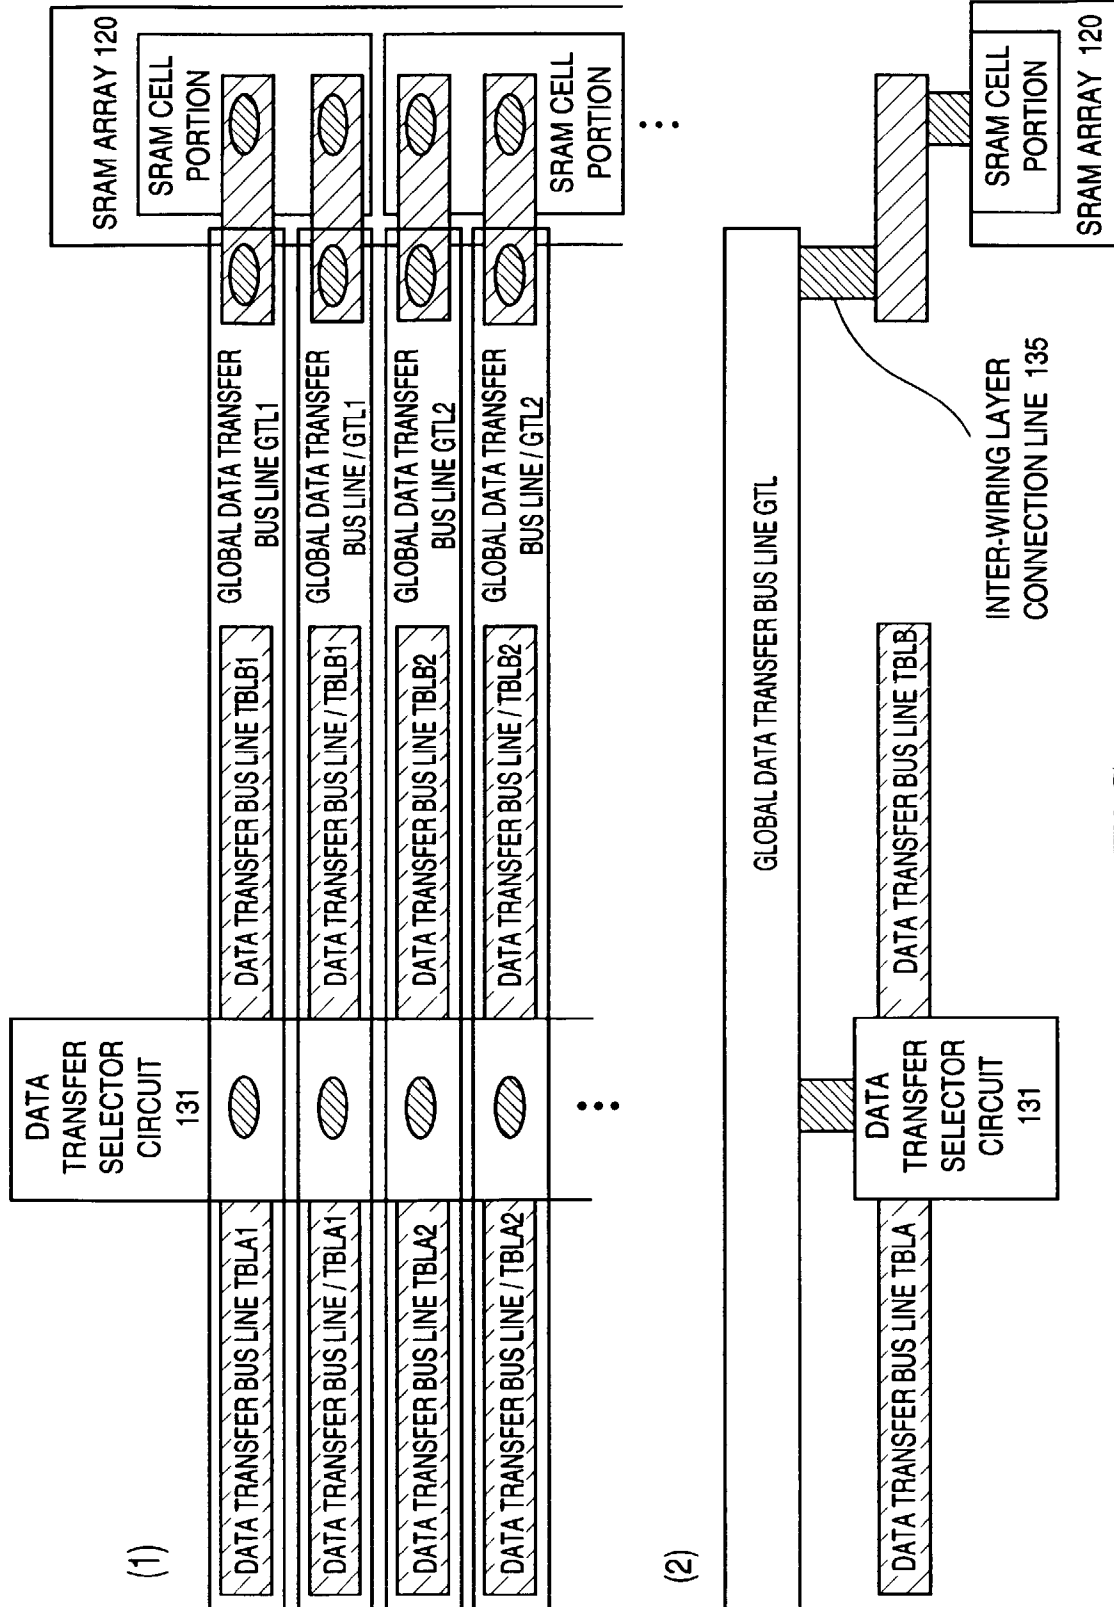 (1)
DATA
TRANSFER
SELECTOR
CIRCUIT
131
SRAM ARRAY 120
SRAM CELL
PORTION
DATA TRANSFER BUS LINE TBLA1
DATA TRANSFER BUS LINE TBLB1
GLOBAL DATA TRANSFER
BUS LINE GTL1
DATA TRANSFER BUS LINE / TBLA1
DATA TRANSFER BUS LINE / TBLB1
GLOBAL DATA TRANSFER
BUS LINE / GTL1
DATA TRANSFER BUS LINE TBLA2
DATA TRANSFER BUS LINE TBLB2
GLOBAL DATA TRANSFER
BUS LINE GTL2
DATA TRANSFER BUS LINE / TBLA2
DATA TRANSFER BUS LINE / TBLB2
GLOBAL DATA TRANSFER
BUS LINE / GTL2
SRAM CELL
PORTION
(2)
GLOBAL DATA TRANSFER BUS LINE GTL
DATA TRANSFER BUS LINE TBLA
DATA
TRANSFER
SELECTOR
CIRCUIT
131
DATA TRANSFER BUS LINE TBLB
INTER-WIRING LAYER
CONNECTION LINE 135
SRAM CELL
PORTION
SRAM ARRAY 120